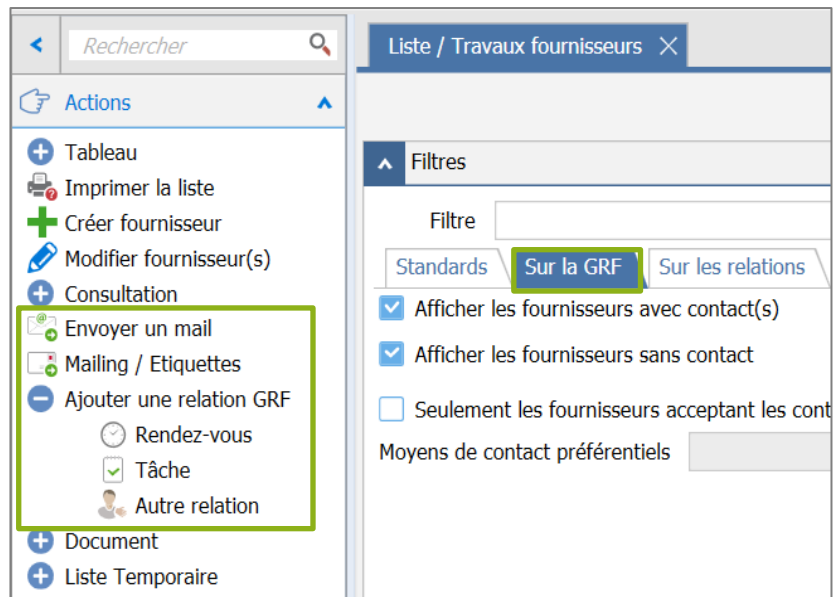 Rechercher
Actions
Tableau
Imprimer la liste
Créer fournisseur
Modifier fournisseur(s)
Consultation
Envoyer un mail
Mailing / Etiquettes
Ajouter une relation GRF
Rendez-vous
Tâche
Autre relation
Document
Liste Temporaire
Liste / Travaux fournisseurs
Filtres
Filtre
Standards Sur la GRF Sur les relations
Afficher les fournisseurs avec contact(s)
Afficher les fournisseurs sans contact
Seulement les fournisseurs acceptant les cont
Moyens de contact préférentiels